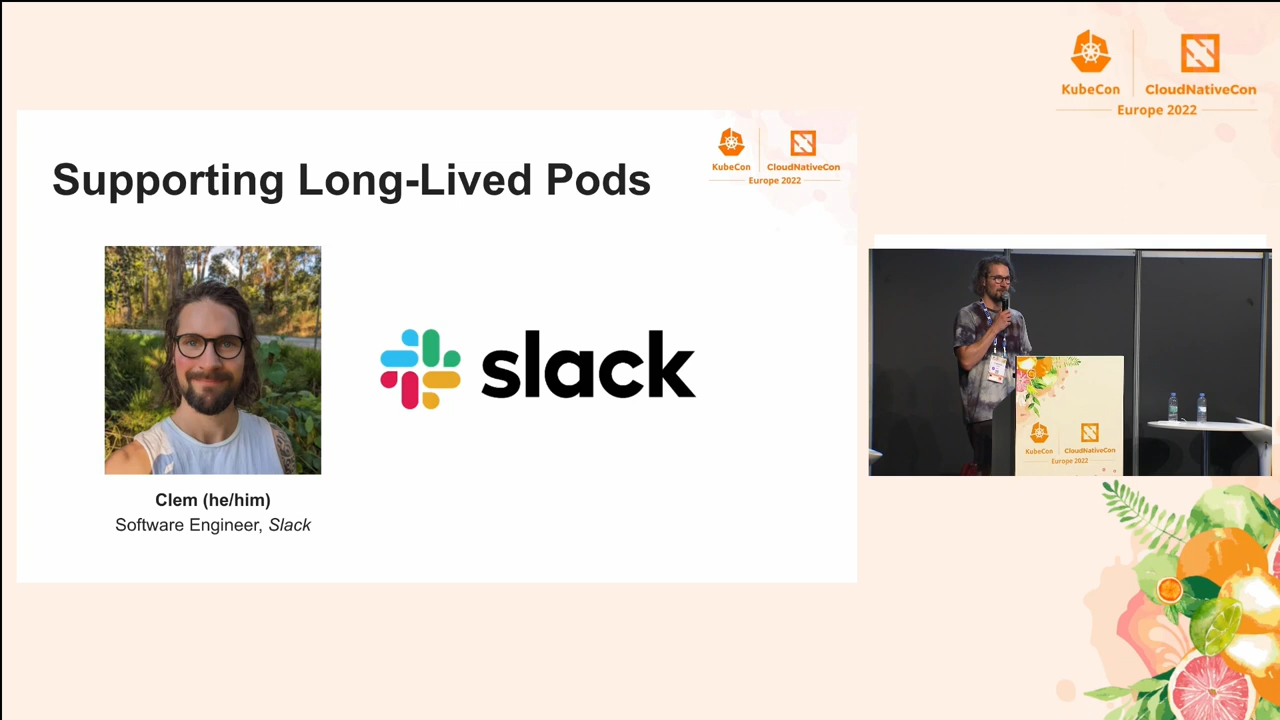 KubeCon
CloudNativeCon
Europe 2022
Supporting Long-Lived Pods
KubeCon
CloudNativeCon
Europe 2022
slack
Clem (he/him)
Software Engineer, Slack
KubeCon
CloudNativeCon
Europe 2022